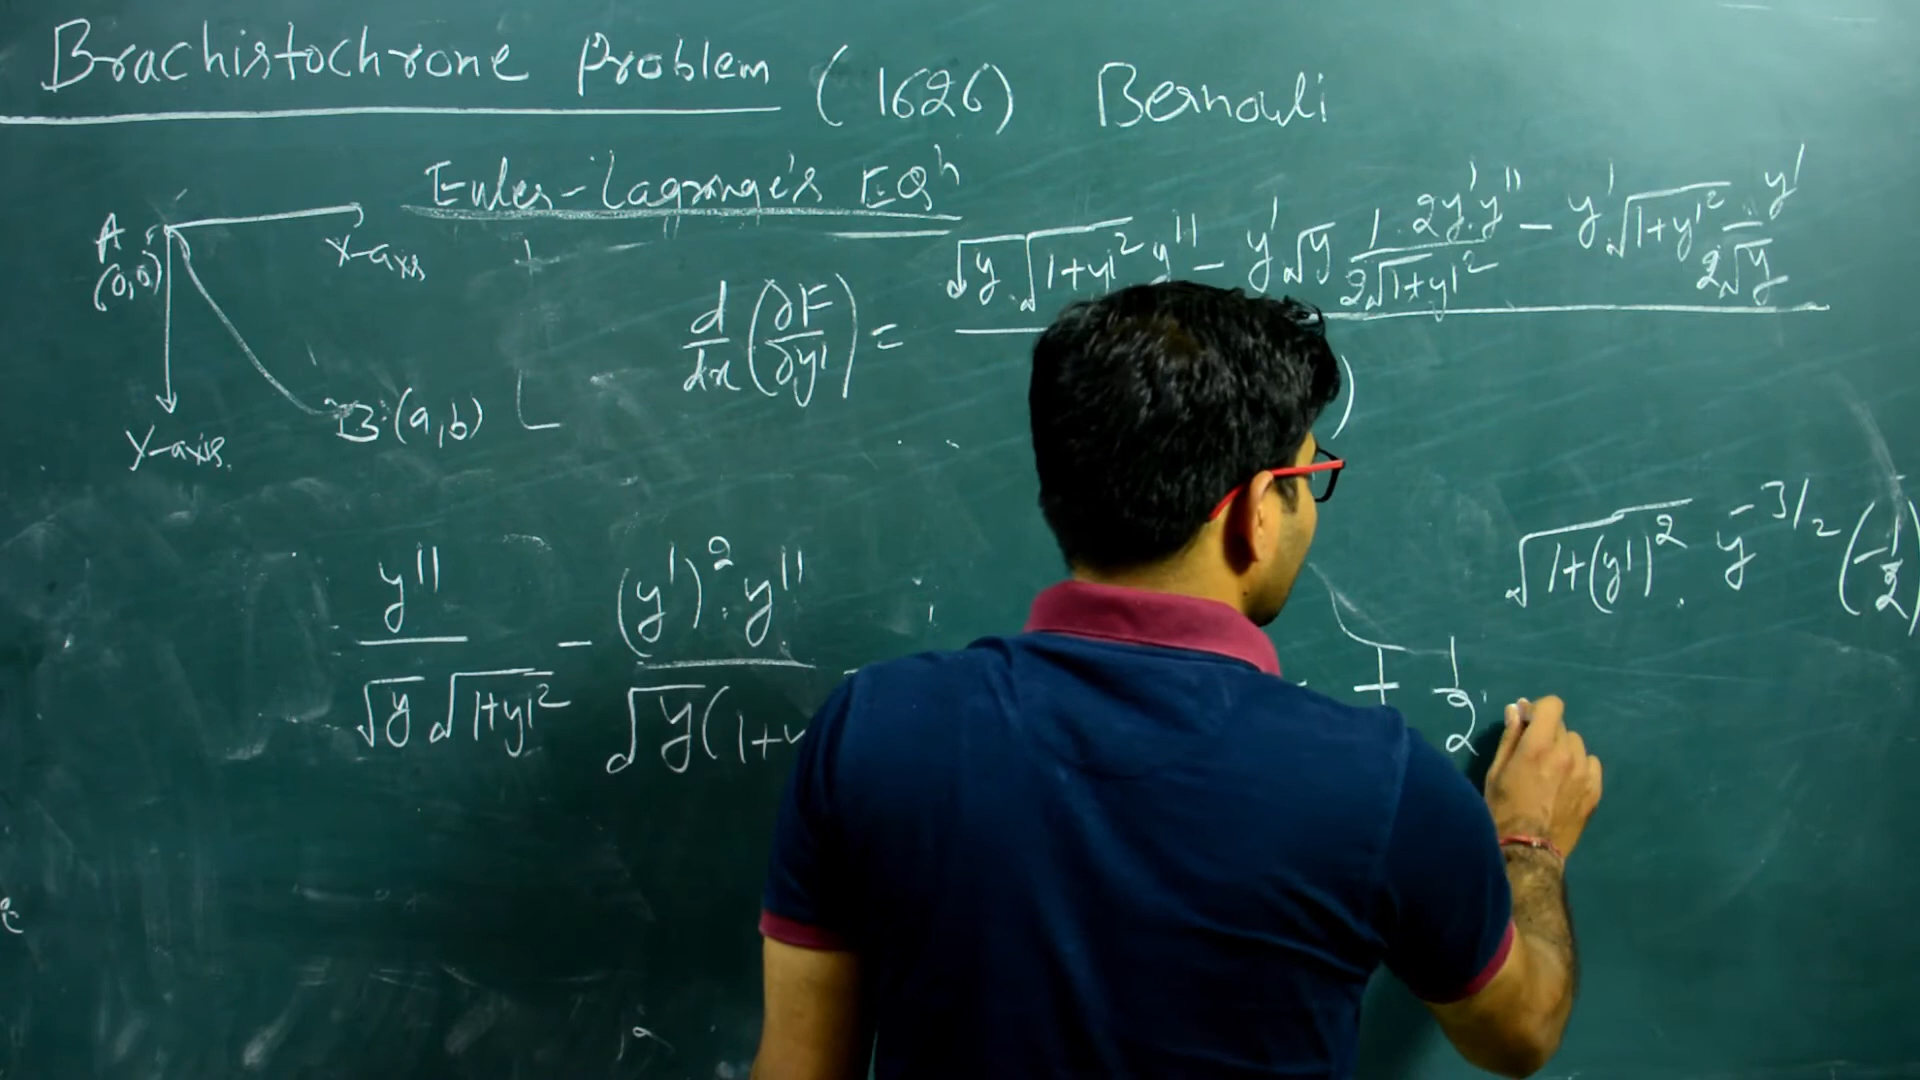 Brachistochrone Problem (1626) Bernouli
Euler-Lagrange's EQⁿ
A
(0,0)
X-axis
Y-axis.
B(a,b)
d/dx (∂F/∂y') = √y √1+y'² y'' - y' √y 1·2y'y''/2√1+y'² - y' √1+y'² y'/2√y
)
√1+(y')² . y^-3/2 (-1/2)
y''/√y √1+y'² - (y')².y''/√y(1+ + 1/2